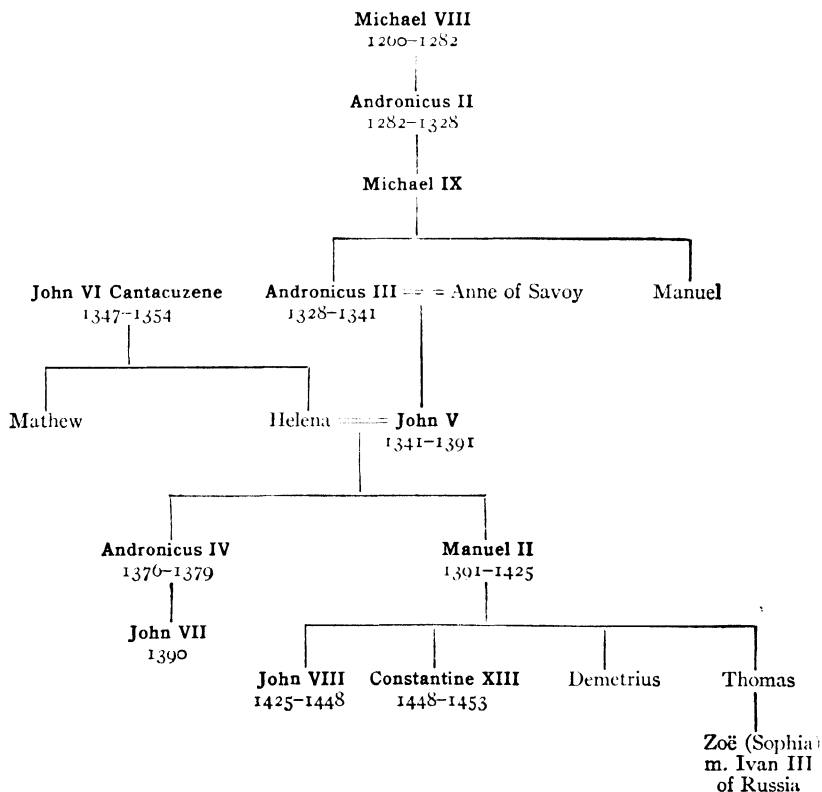 Michael VIII
1260–1282
Andronicus II
1282–1328
Michael IX
John VI Cantacuzene
1347–1354
Andronicus III
1328–1341
Anne of Savoy
Manuel
Mathew
Helena
John V
1341–1391
Andronicus IV
1376–1379
Manuel II
1391–1425
John VII
1390
John VIII
1425–1448
Constantine XIII
1448–1453
Demetrius
Thomas
Zoë (Sophia)
m. Ivan III
of Russia